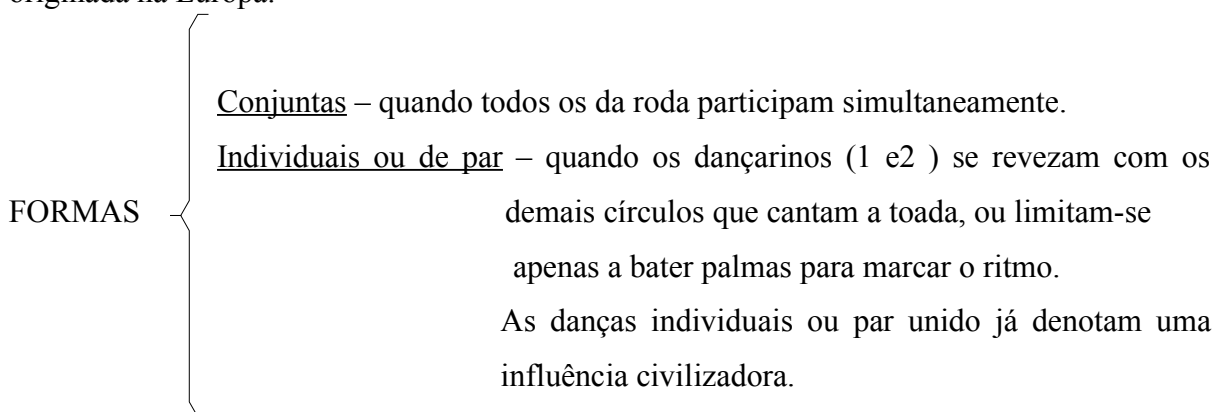 originada na Europa.
Conjuntas – quando todos os da roda participam simultaneamente.
Individuais ou de par – quando os dançarinos (1 e2 ) se revezam com os
FORMAS demais círculos que cantam a toada, ou limitam-se
apenas a bater palmas para marcar o ritmo.
As danças individuais ou par unido já denotam uma
influência civilizadora.